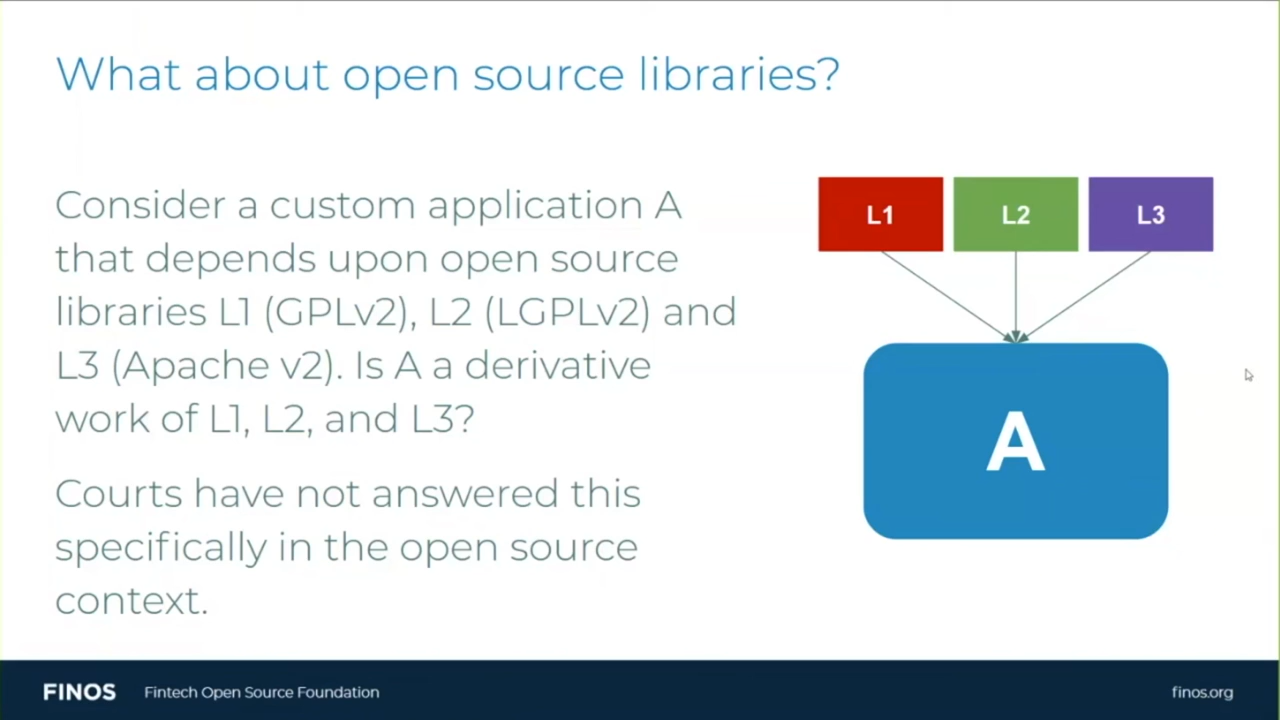 What about open source libraries?
Consider a custom application A
that depends upon open source
libraries L1 (GPLv2), L2 (LGPLv2) and
L3 (Apache v2). Is A a derivative
work of L1, L2, and L3?
Courts have not answered this
specifically in the open source
context.
L1 L2 L3
A
FINOS Fintech Open Source Foundation finos.org